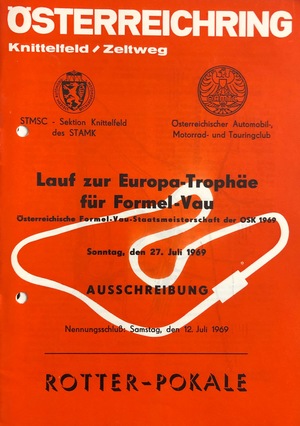 ÖSTERREICHRING
Knittelfeld / Zeltweg
STMSC - Sektion Knittelfeld
des STAMK
Österreichischer Automobil-,
Motorrad- und Touringclub
Lauf zur Europa-Trophäe
für Formel-Vau
Österreichische Formel-Vau-Staatsmeisterschaft der OSK 1969
Sonntag, den 27. Juli 1969
AUSSCHREIBUNG
Nennungsschluß: Samstag, den 12. Juli 1969
ROTTER-POKALE